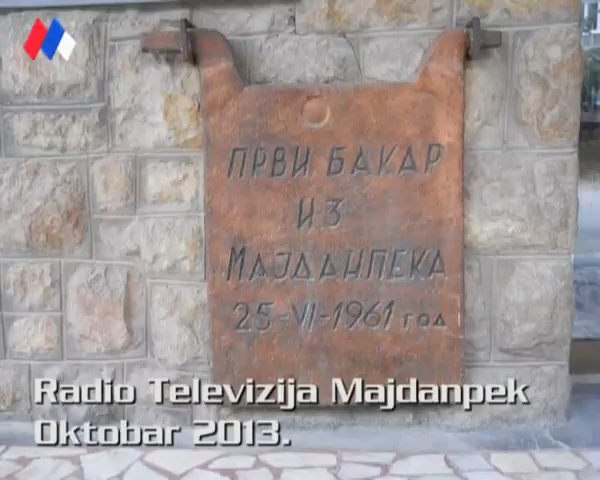 ПРВИ БАКАР
ИЗ
МАЈДАНПЕКА
25-VI-1961 год
Radio Televizija Majdanpek
Oktobar 2013.